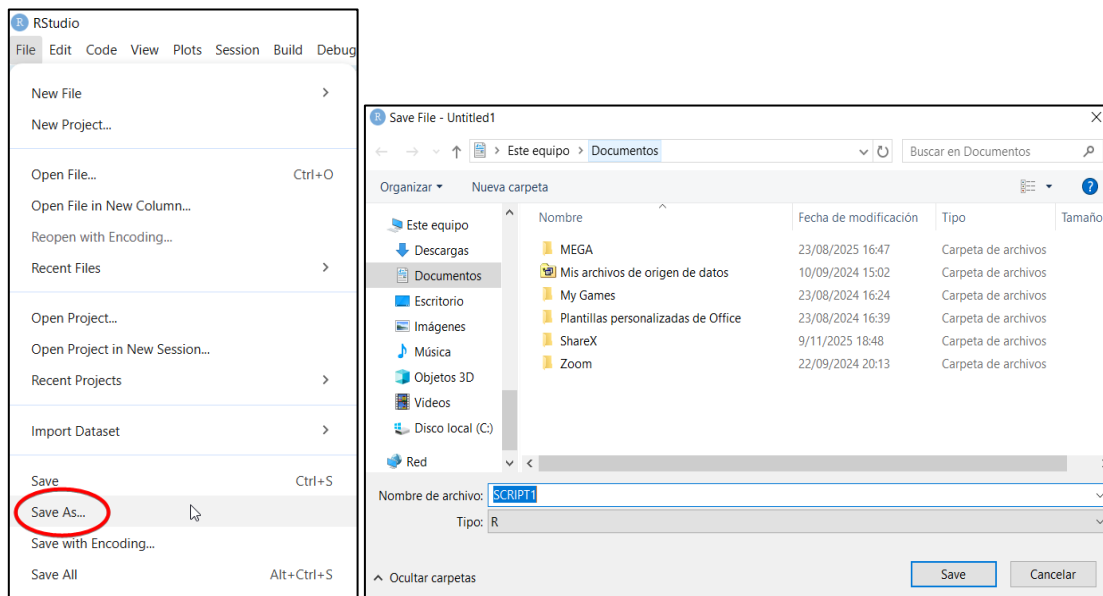 RStudio
File Edit Code View Plots Session Build Debug
New File
New Project...
Open File... Ctrl+O
Open File in New Column...
Reopen with Encoding...
Recent Files
Open Project...
Open Project in New Session...
Recent Projects
Import Dataset
Save Ctrl+S
Save As...
Save with Encoding...
Save All Alt+Ctrl+S
Save File - Untitled1
Este equipo > Documentos Buscar en Documentos
Organizar Nueva carpeta
Este equipo
Descargas
Documentos
Escritorio
Imágenes
Música
Objetos 3D
Videos
Disco local (C:)
Red
Nombre Fecha de modificación Tipo Tamaño
MEGA 23/08/2025 16:47 Carpeta de archivos
Mis archivos de origen de datos 10/09/2024 15:02 Carpeta de archivos
My Games 23/08/2024 16:24 Carpeta de archivos
Plantillas personalizadas de Office 23/08/2024 16:39 Carpeta de archivos
ShareX 9/11/2025 18:48 Carpeta de archivos
Zoom 22/09/2024 20:13 Carpeta de archivos
Nombre de archivo: SCRIPT1
Tipo: R
Ocultar carpetas Save Cancelar